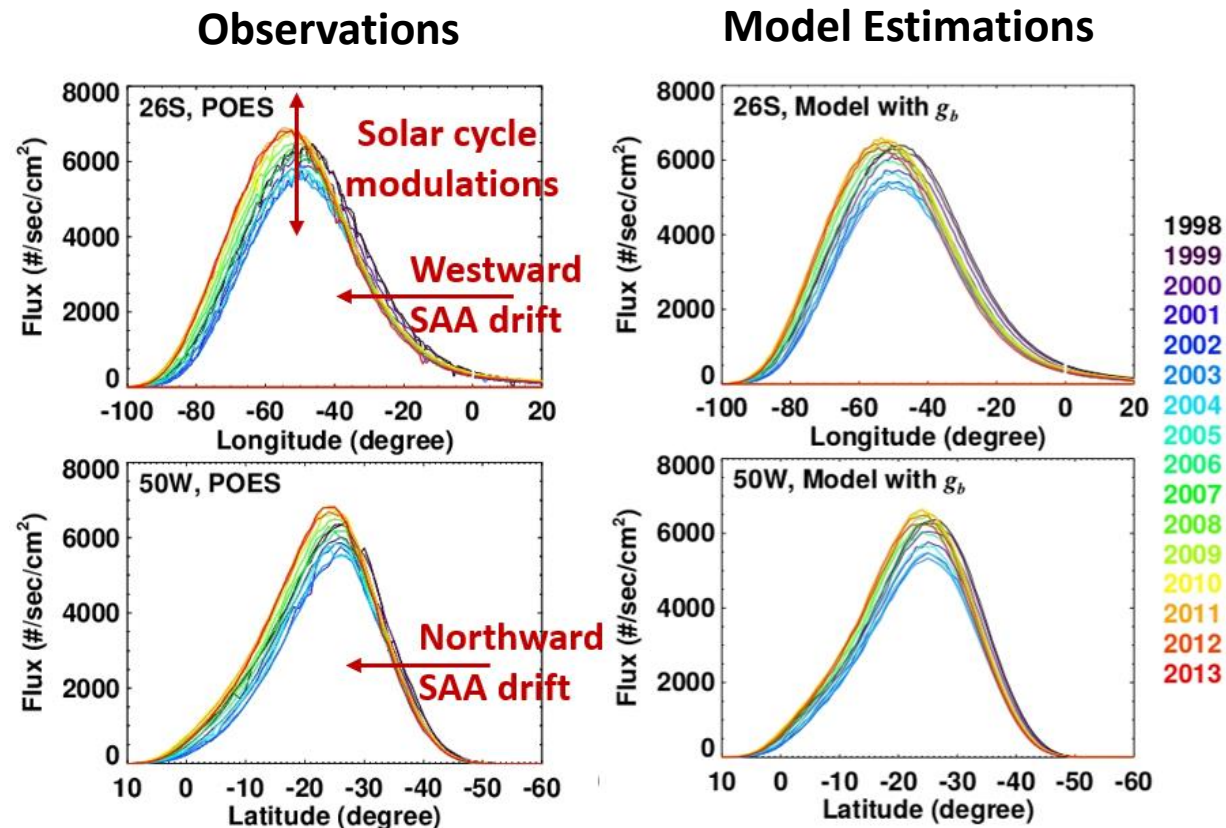 Observations
Model Estimations
8000
6000
4000
2000
0
Flux (#/sec/cm²)
26S, POES
Solar cycle
modulations
Westward
SAA drift
-100 -80 -60 -40 -20 0 20
Longitude (degree)
8000
6000
4000
2000
0
Flux (#/sec/cm²)
26S, Model with g_b
-100 -80 -60 -40 -20 0 20
Longitude (degree)
8000
6000
4000
2000
0
Flux (#/sec/cm²)
50W, POES
Northward
SAA drift
10 0 -10 -20 -30 -40 -50 -60
Latitude (degree)
8000
6000
4000
2000
0
Flux (#/sec/cm²)
50W, Model with g_b
10 0 -10 -20 -30 -40 -50 -60
Latitude (degree)
1998
1999
2000
2001
2002
2003
2004
2005
2006
2007
2008
2009
2010
2011
2012
2013